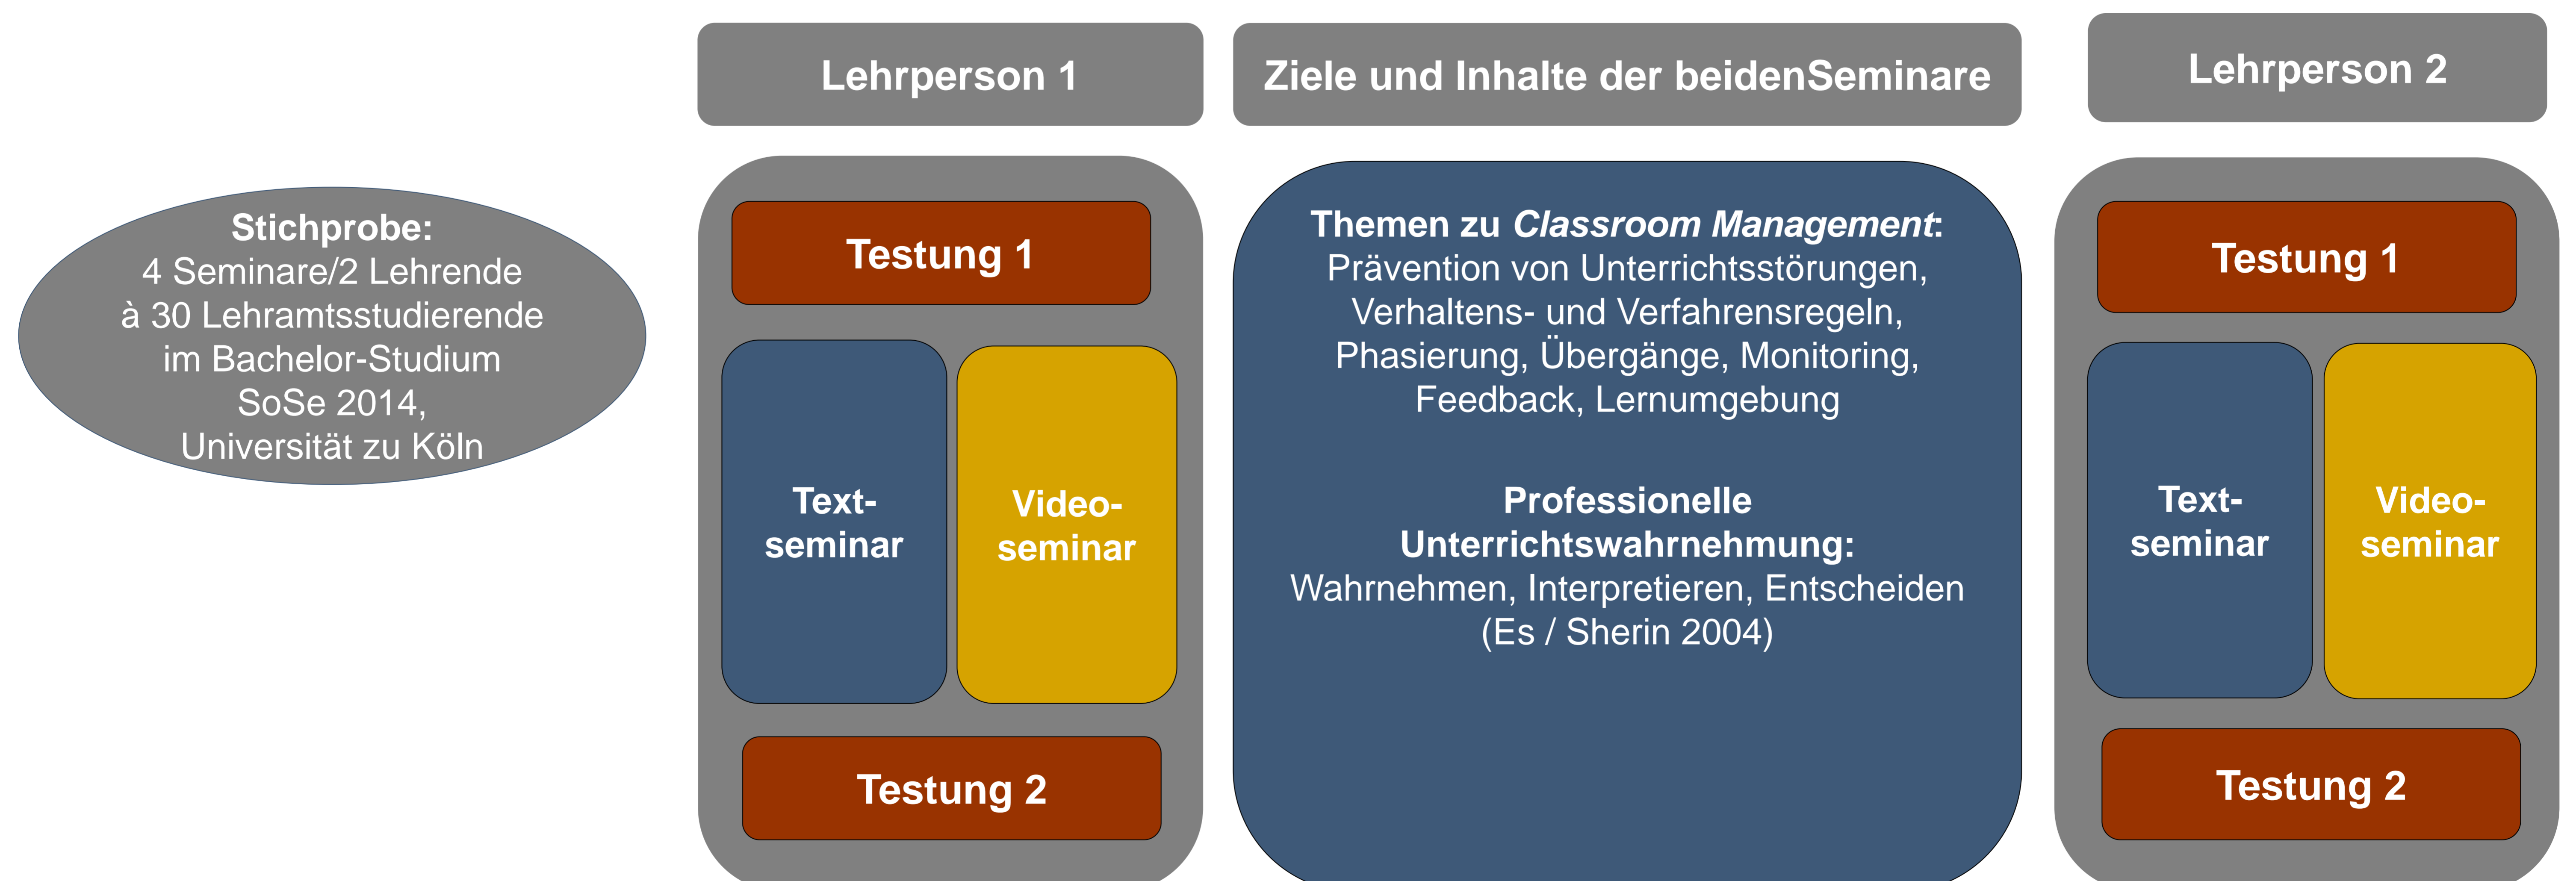 Stichprobe:
4 Seminare/2 Lehrende
à 30 Lehramtsstudierende
im Bachelor-Studium
SoSe 2014,
Universität zu Köln
Lehrperson 1
Testung 1
Text-
seminar
Video-
seminar
Testung 2
Ziele und Inhalte der beidenSeminare
Themen zu Classroom Management:
Prävention von Unterrichtsstörungen,
Verhaltens- und Verfahrensregeln,
Phasierung, Übergänge, Monitoring,
Feedback, Lernumgebung
Professionelle
Unterrichtswahrnehmung:
Wahrnehmen, Interpretieren, Entscheiden
(Es / Sherin 2004)
Lehrperson 2
Testung 1
Text-
seminar
Video-
seminar
Testung 2